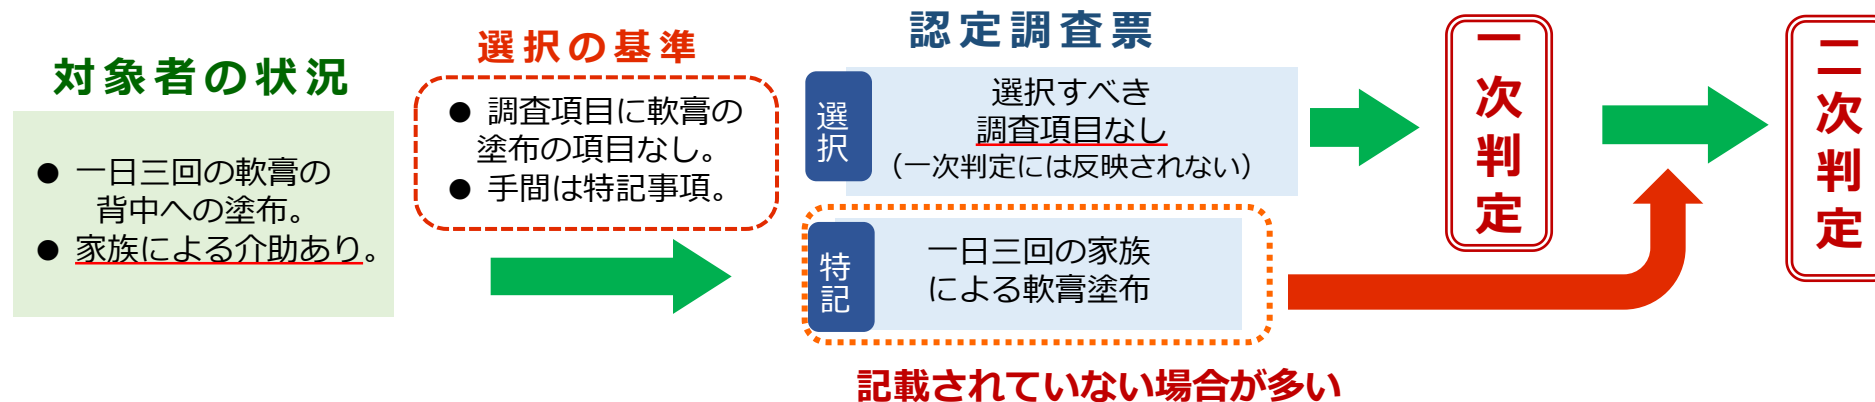 対象者の状況
● 一日三回の軟膏の
背中への塗布。
● 家族による介助あり。
選択の基準
● 調査項目に軟膏の
塗布の項目なし。
● 手間は特記事項。
認定調査票
選択
選択すべき
調査項目なし
（一次判定には反映されない）
特記
一日三回の家族
による軟膏塗布
記載されていない場合が多い
一次判定
二次判定